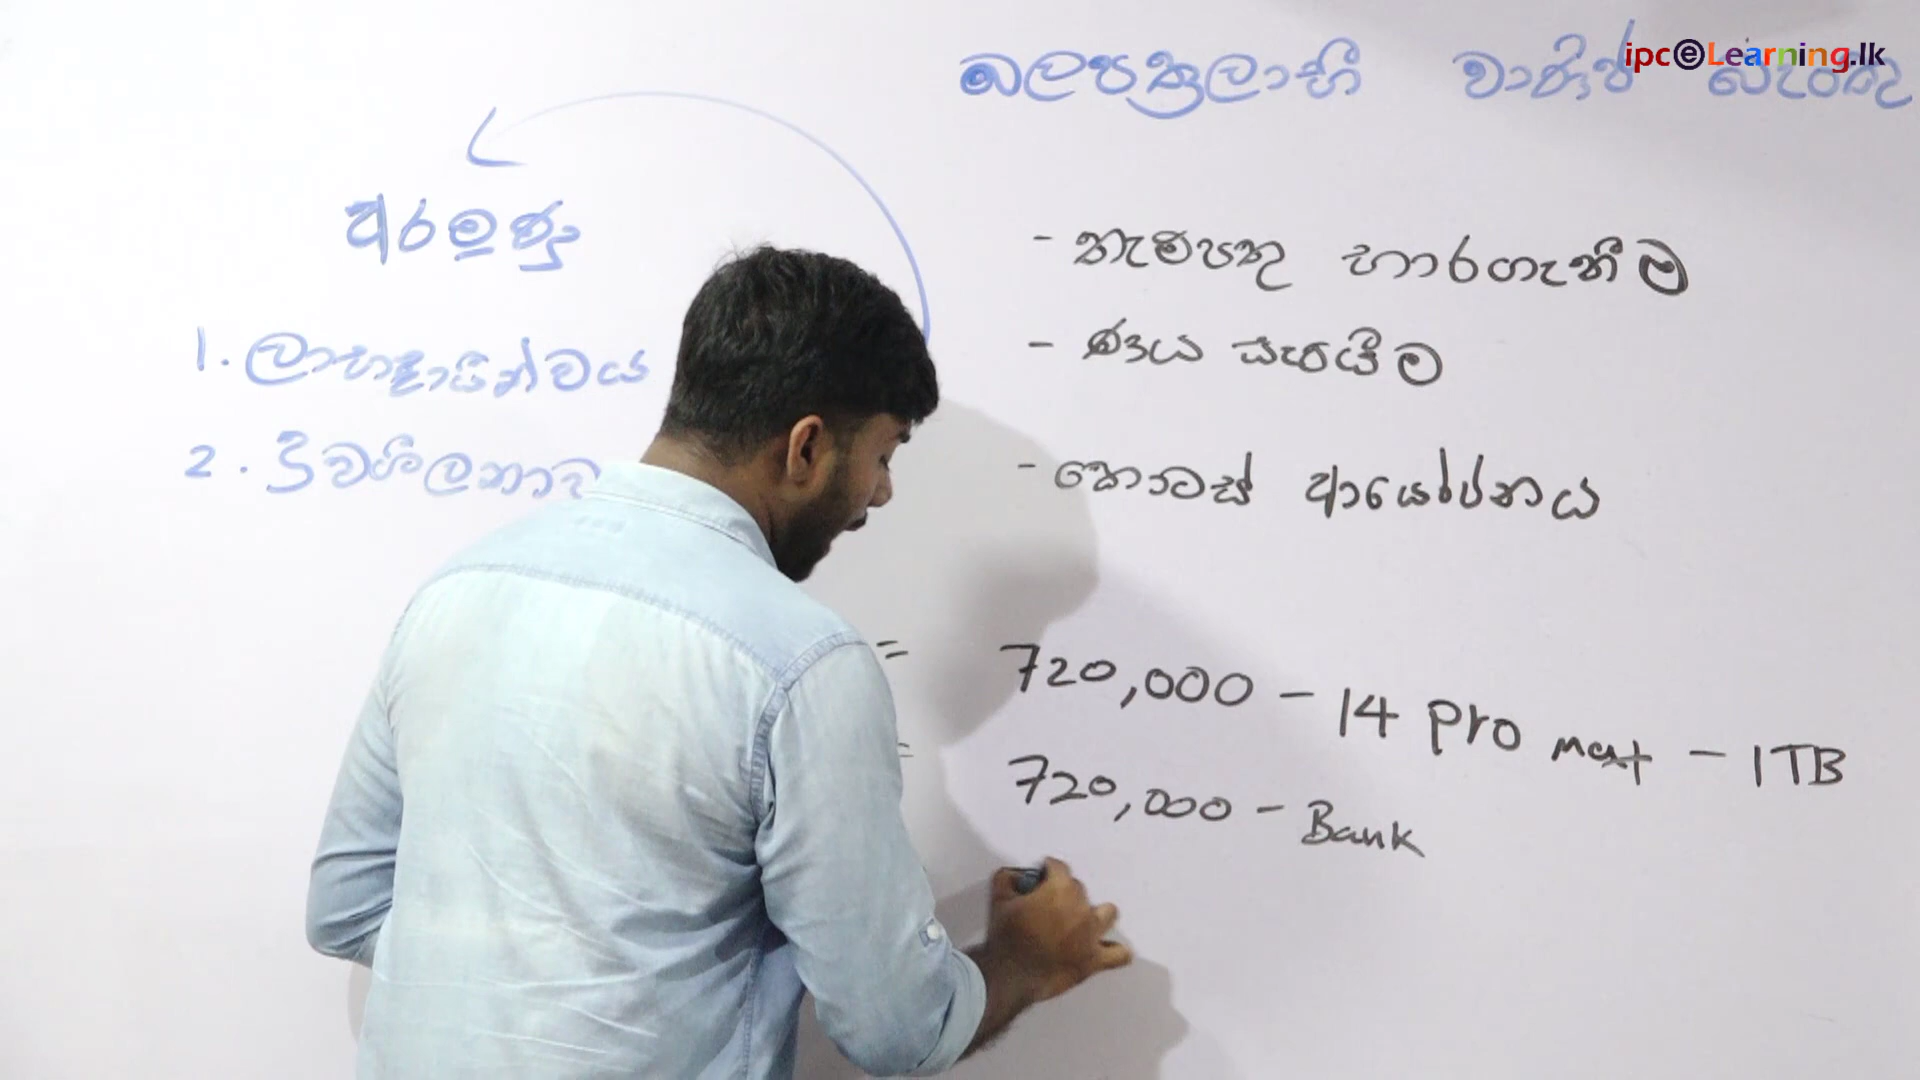 ipc eLearning.lk
බලපත්‍රලාභී වාණිජ බැංකු
අරමුණු
1. ලාභදායීත්වය
2. ද්‍රවශීලතාව
- තැන්පතු භාරගැනීම
- ණය සැපයීම
- කොටස් ආයෝජනය
= 720,000 - 14 Pro max - 1TB
= 720,000 - Bank